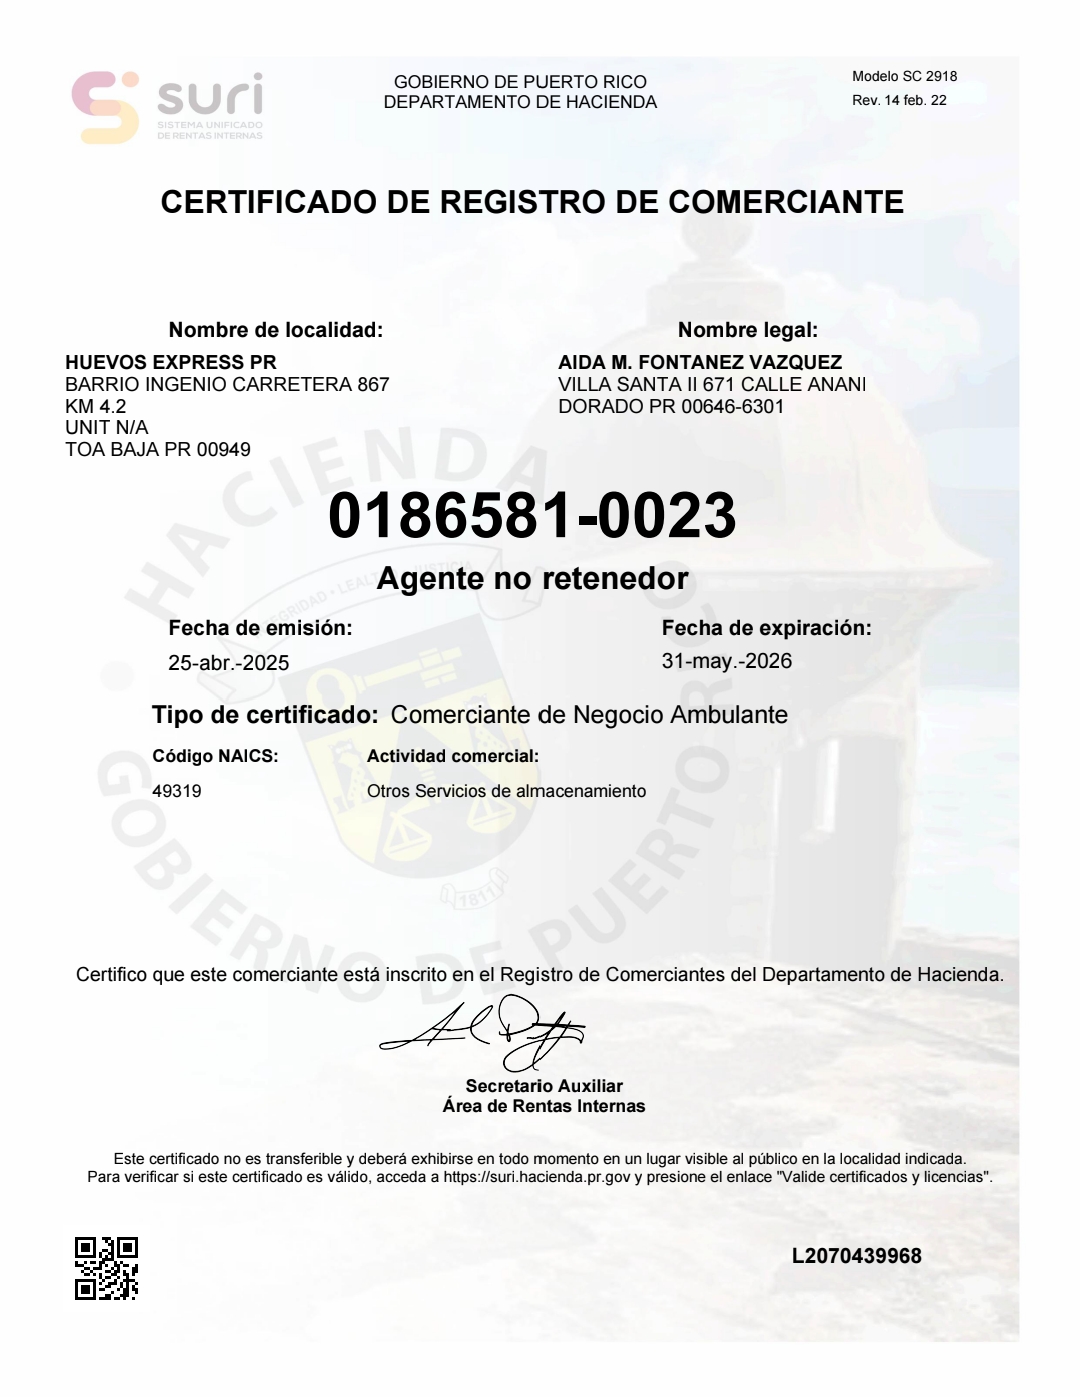 suri
SISTEMA UNIFICADO
DE RENTAS INTERNAS
GOBIERNO DE PUERTO RICO
DEPARTAMENTO DE HACIENDA
Modelo SC 2918
Rev. 14 feb. 22
CERTIFICADO DE REGISTRO DE COMERCIANTE
Nombre de localidad:
HUEVOS EXPRESS PR
BARRIO INGENIO CARRETERA 867
KM 4.2
UNIT N/A
TOA BAJA PR 00949
Nombre legal:
AIDA M. FONTANEZ VAZQUEZ
VILLA SANTA II 671 CALLE ANANI
DORADO PR 00646-6301
0186581-0023
Agente no retenedor
Fecha de emisión:
25-abr.-2025
Fecha de expiración:
31-may.-2026
Tipo de certificado: Comerciante de Negocio Ambulante
Código NAICS:
49319
Actividad comercial:
Otros Servicios de almacenamiento
HACIENDA
GOBIERNO DE PUERTO RICO
1811
Certifico que este comerciante está inscrito en el Registro de Comerciantes del Departamento de Hacienda.
Secretario Auxiliar
Área de Rentas Internas
Este certificado no es transferible y deberá exhibirse en todo momento en un lugar visible al público en la localidad indicada.
Para verificar si este certificado es válido, acceda a https://suri.hacienda.pr.gov y presione el enlace "Valide certificados y licencias".
L2070439968